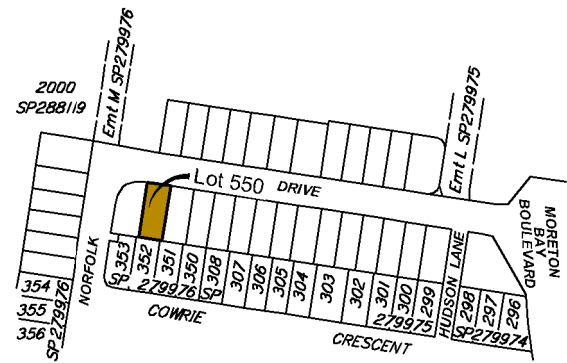 2000
SP288119
Emt M SP279976
Emt L SP279975
Lot 550 DRIVE
MORETON
BAY
BOULEVARD
NORFOLK
HUDSON LANE
354
355
356
SP279976
353
352
351
350
308
307
306
305
304
303
302
301
300
299
298
297
296
SP 279976 SP 279975
SP279974
COWRIE
CRESCENT